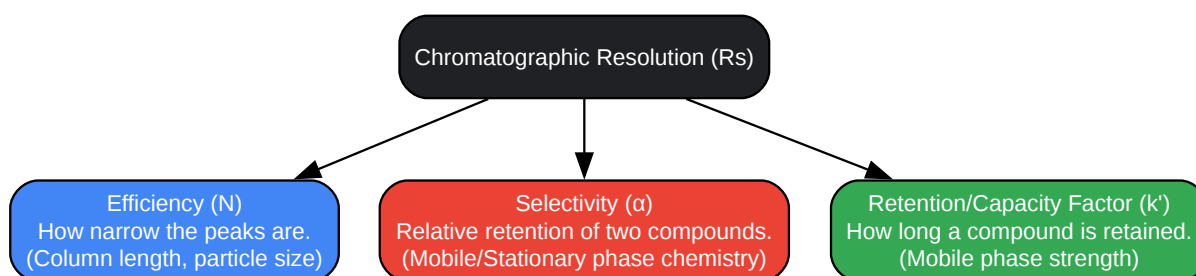 Chromatographic Resolution (Rs)
Efficiency (N)
How narrow the peaks are.
(Column length, particle size)
Selectivity (α)
Relative retention of two compounds.
(Mobile/Stationary phase chemistry)
Retention/Capacity Factor (k')
How long a compound is retained.
(Mobile phase strength)